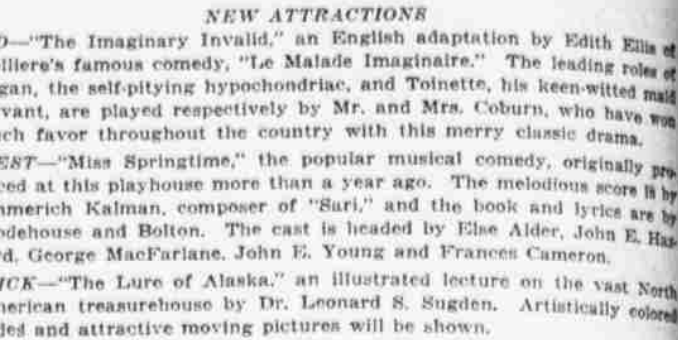 NEW ATTRACTIONS
D—"The Imaginary Invalid," an English adaptation by Edith Ellis of
lliere's famous comedy, "Le Malade Imaginaire." The leading roles of
gan, the self-pitying hypochondriac, and Toinette, his keen-witted maid
rvant, are played respectively by Mr. and Mrs. Coburn, who have won
ch favor throughout the country with this merry classic drama.
EST—"Miss Springtime," the popular musical comedy, originally pro-
ced at this playhouse more than a year ago. The melodious score is by
nmerich Kalman, composer of "Sari," and the book and lyrics are by
odehouse and Bolton. The cast is headed by Else Alder, John E. Haz-
rd, George MacFarlane, John E. Young and Frances Cameron.
ICK—"The Lure of Alaska," an illustrated lecture on the vast North
merican treasurehouse by Dr. Leonard S. Sugden. Artistically colored
des and attractive moving pictures will be shown.